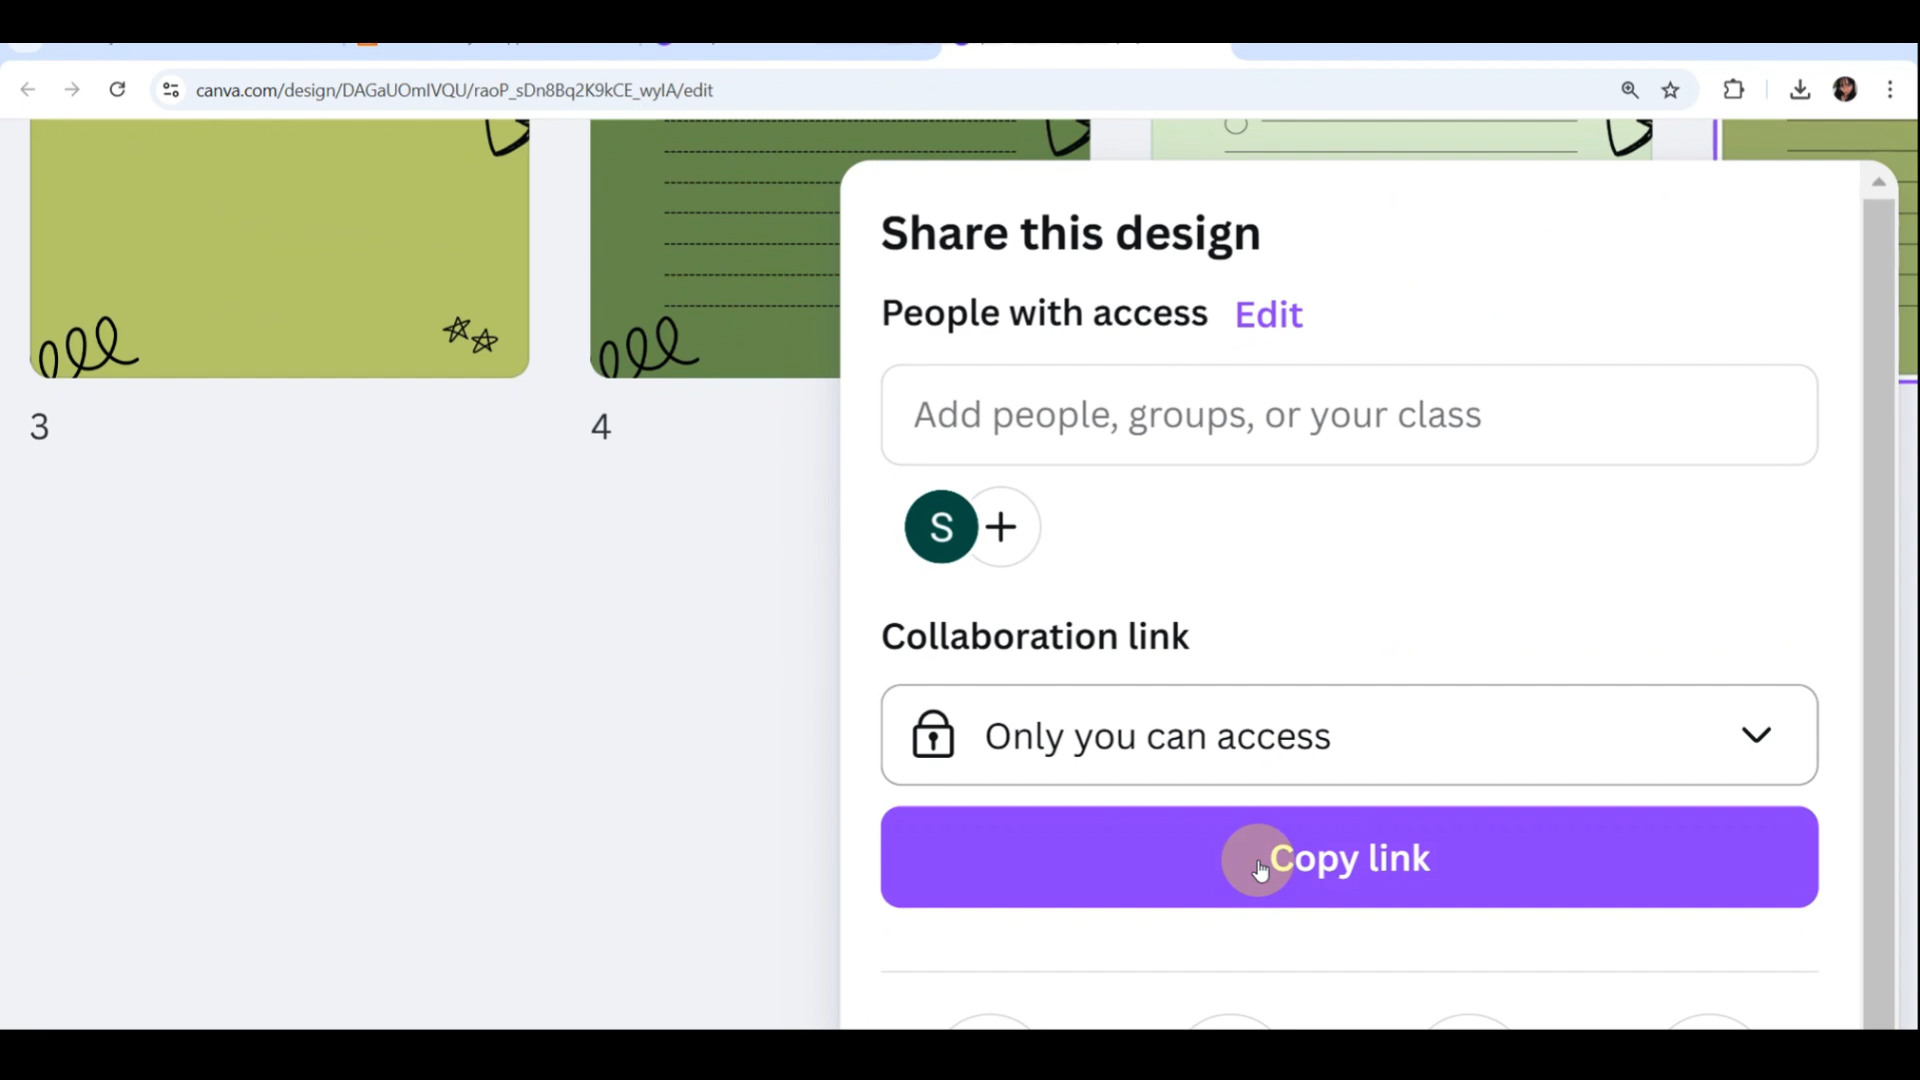 canva.com/design/DAGaUOmIVQU/raoP_sDn8Bq2K9kCE_wyIA/edit
Share this design
People with access Edit
Add people, groups, or your class
3
4
S
Collaboration link
Only you can access
Copy link